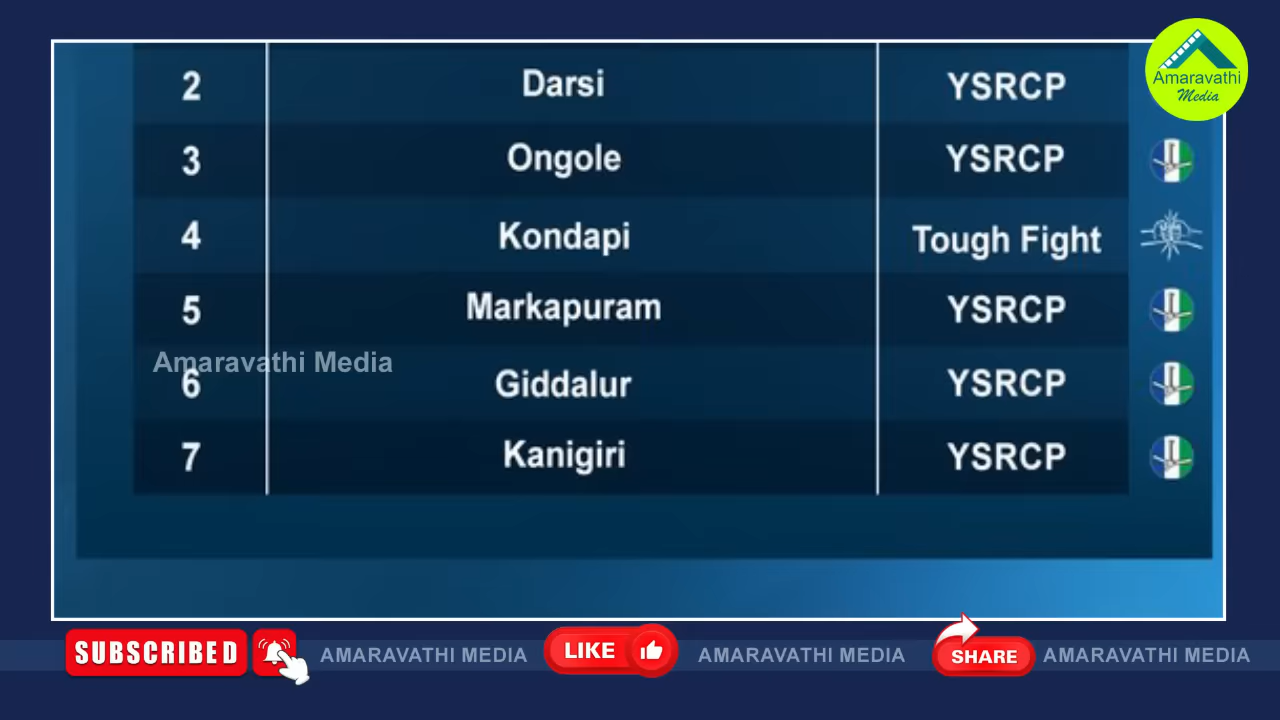 2 Darsi YSRCP
Amaravathi
Media
3 Ongole YSRCP
4 Kondapi Tough Fight
5 Markapuram YSRCP
Amaravathi Media
6 Giddalur YSRCP
7 Kanigiri YSRCP
SUBSCRIBED AMARAVATHI MEDIA LIKE AMARAVATHI MEDIA SHARE AMARAVATHI MEDIA